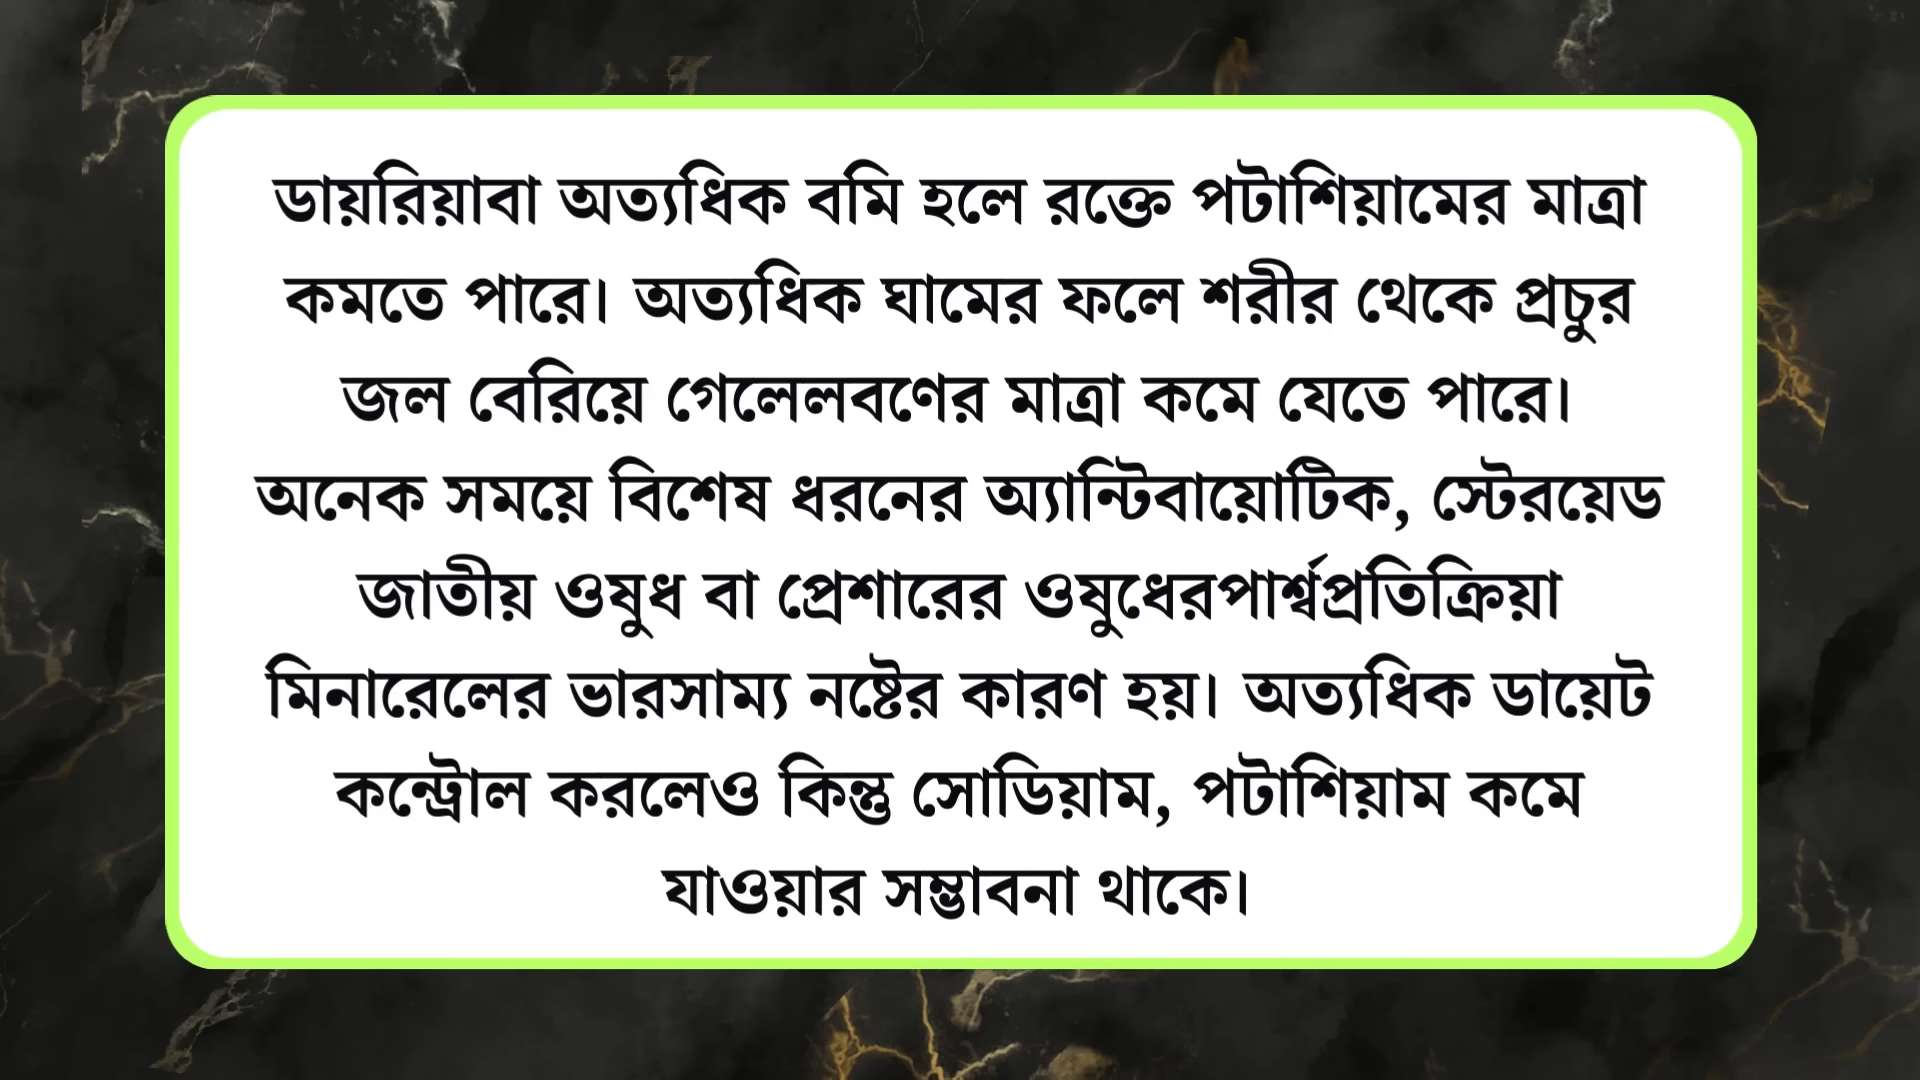 ডায়রিয়াবা অত্যধিক বমি হলে রক্তে পটাশিয়ামের মাত্রা
কমতে পারে। অত্যধিক ঘামের ফলে শরীর থেকে প্রচুর
জল বেরিয়ে গেলেলবণের মাত্রা কমে যেতে পারে।
অনেক সময়ে বিশেষ ধরনের অ্যান্টিবায়োটিক, স্টেরয়েড
জাতীয় ওষুধ বা প্রেশারের ওষুধেরপার্শ্বপ্রতিক্রিয়া
মিনারেলের ভারসাম্য নষ্টের কারণ হয়। অত্যধিক ডায়েট
কন্ট্রোল করলেও কিন্তু সোডিয়াম, পটাশিয়াম কমে
যাওয়ার সম্ভাবনা থাকে।